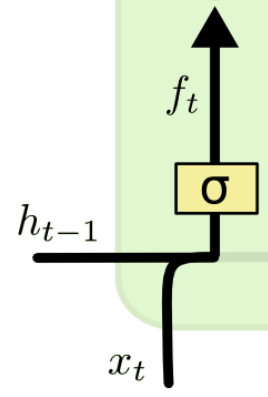 f_t
σ
h_{t-1}
x_t